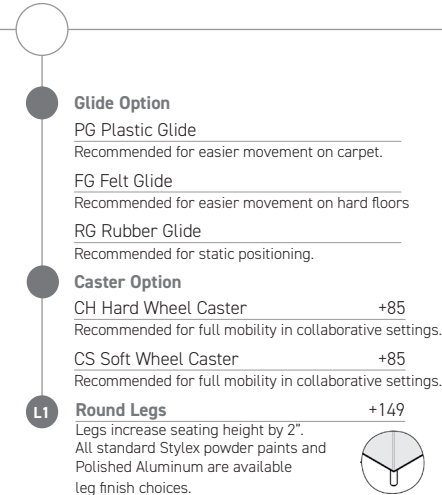 Glide Option
PG Plastic Glide
Recommended for easier movement on carpet.
FG Felt Glide
Recommended for easier movement on hard floors
RG Rubber Glide
Recommended for static positioning.
Caster Option
CH Hard Wheel Caster +85
Recommended for full mobility in collaborative settings.
CS Soft Wheel Caster +85
Recommended for full mobility in collaborative settings.
L1 Round Legs +149
Legs increase seating height by 2".
All standard Stylex powder paints and
Polished Aluminum are available
leg finish choices.